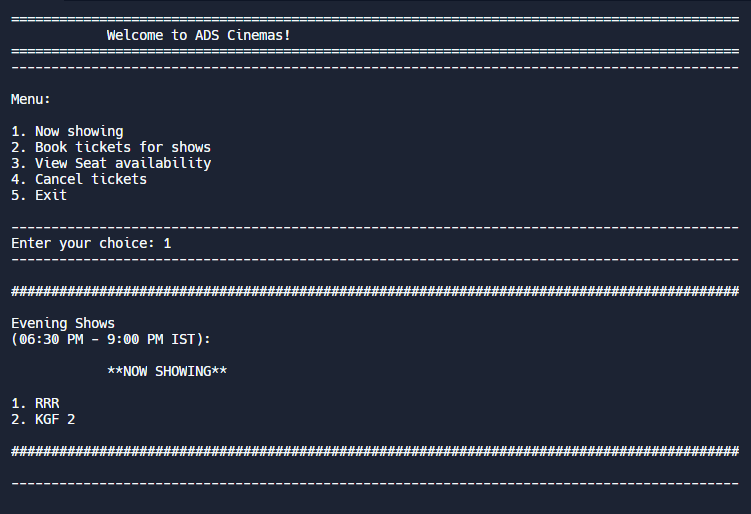 ===========================================================================================
Welcome to ADS Cinemas!
===========================================================================================
-------------------------------------------------------------------------------------------
Menu:
1. Now showing
2. Book tickets for shows
3. View Seat availability
4. Cancel tickets
5. Exit
-------------------------------------------------------------------------------------------
Enter your choice: 1
-------------------------------------------------------------------------------------------
###########################################################################################
Evening Shows
(06:30 PM - 9:00 PM IST):
**NOW SHOWING**
1. RRR
2. KGF 2
###########################################################################################
-------------------------------------------------------------------------------------------